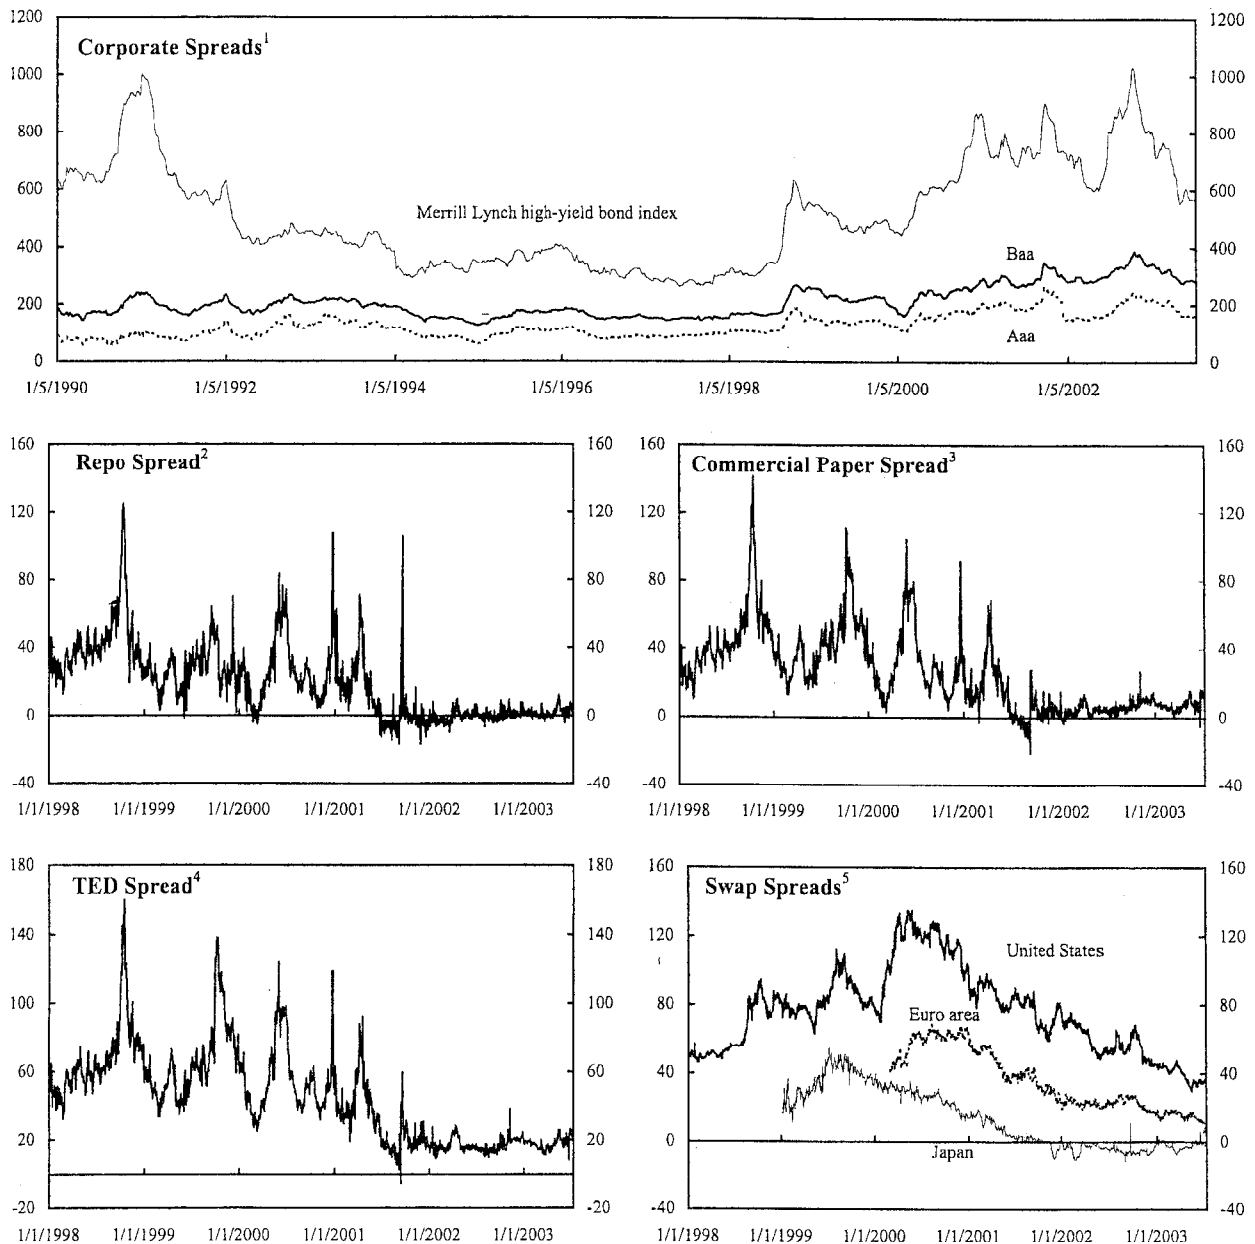 1200 1200
Corporate Spreads¹
1000 1000
800 800
600 600
Merrill Lynch high-yield bond index
400 400
Baa
200 200
Aaa
0 0
1/5/1990 1/5/1992 1/5/1994 1/5/1996 1/5/1998 1/5/2000 1/5/2002
160 160
Repo Spread²
120 120
80 80
40 40
0 0
-40 -40
1/1/1998 1/1/1999 1/1/2000 1/1/2001 1/1/2002 1/1/2003
160 160
Commercial Paper Spread³
120 120
80 80
40 40
0 0
-40 -40
1/1/1998 1/1/1999 1/1/2000 1/1/2001 1/1/2002 1/1/2003
180 180
TED Spread⁴
140 140
100 100
60 60
20 20
-20 -20
1/1/1998 1/1/1999 1/1/2000 1/1/2001 1/1/2002 1/1/2003
160 160
Swap Spreads⁵
120 120
United States
80 80
Euro area
40 40
0 0
Japan
-40 -40
1/1/1998 1/1/1999 1/1/2000 1/1/2001 1/1/2002 1/1/2003